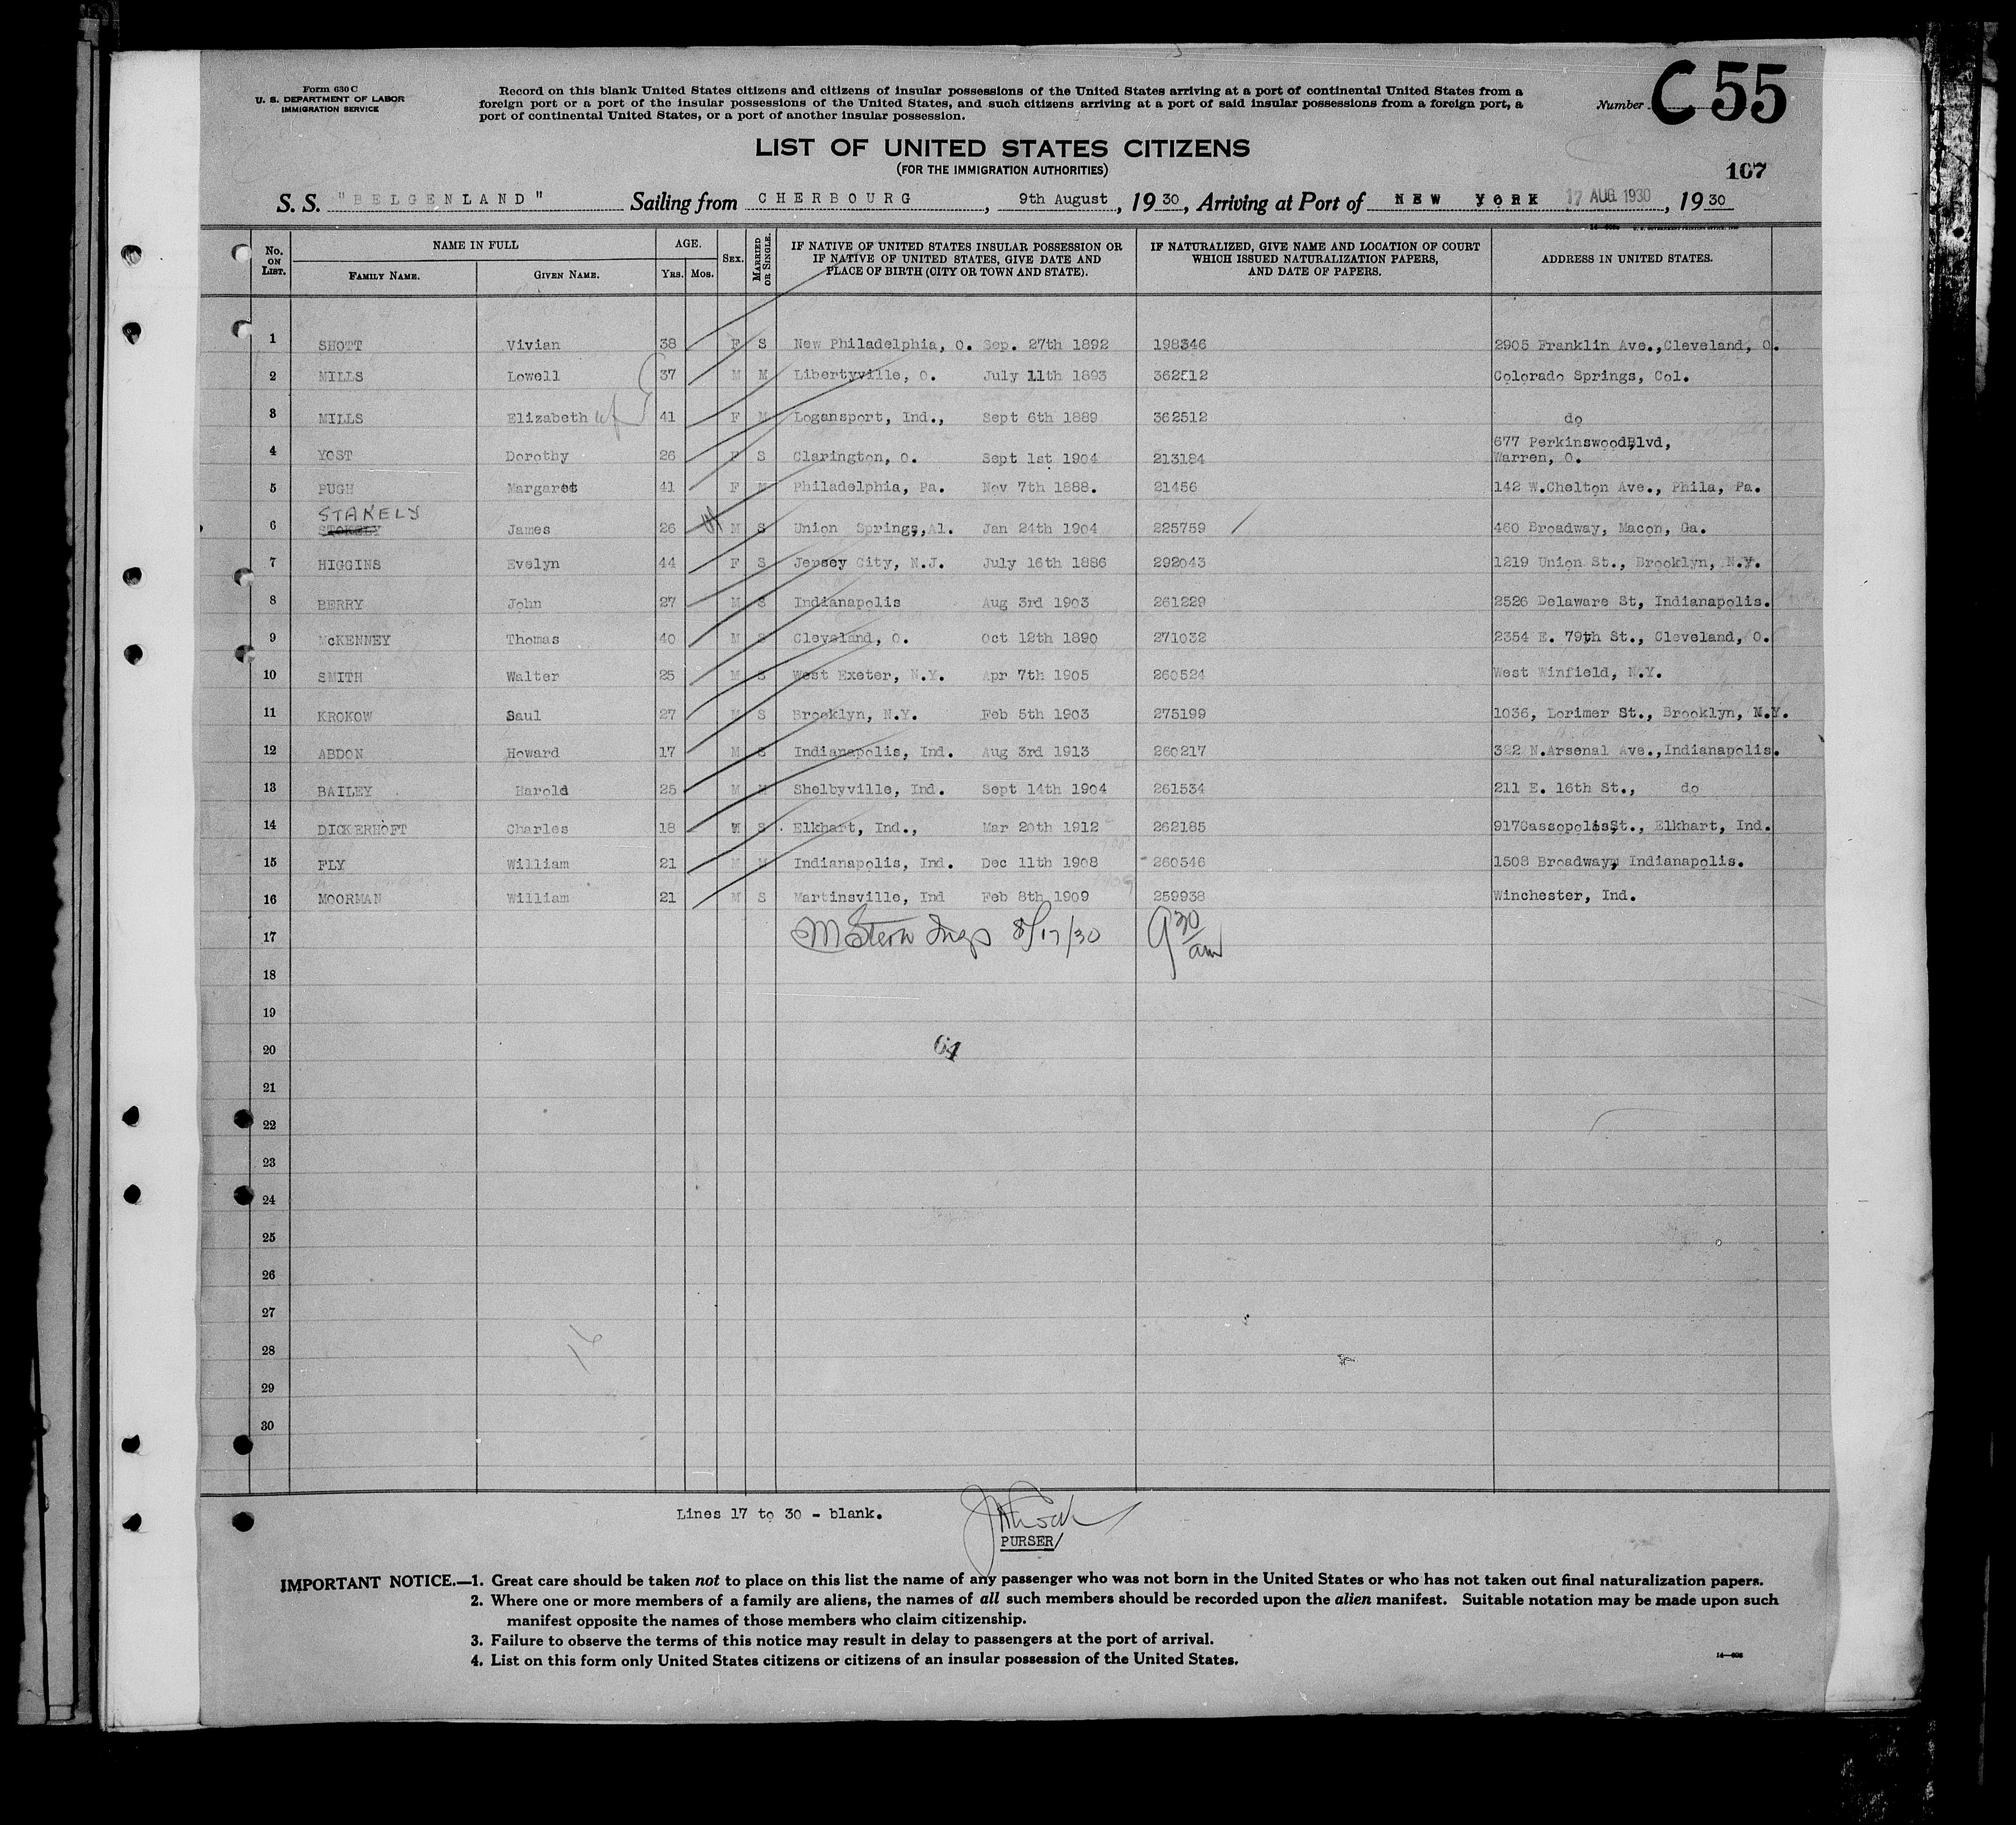 Form 630 C
U. S. DEPARTMENT OF LABOR
IMMIGRATION SERVICE
Record on this blank United States citizens and citizens of insular possessions of the United States arriving at a port of continental United States from a
foreign port or a port of the insular possessions of the United States, and such citizens arriving at a port of said insular possessions from a foreign port, a
port of continental United States, or a port of another insular possession.
Number C 55
LIST OF UNITED STATES CITIZENS
(FOR THE IMMIGRATION AUTHORITIES)
107
S. S. "BELGENLAND" Sailing from CHERBOURG, 9th August, 19 30, Arriving at Port of NEW YORK 17 AUG. 1930, 19 30
No. ON LIST. NAME IN FULL FAMILY NAME. GIVEN NAME. AGE. YRS. MOS. SEX. MARRIED OR SINGLE. IF NATIVE OF UNITED STATES INSULAR POSSESSION OR IF NATIVE OF UNITED STATES, GIVE DATE AND PLACE OF BIRTH (CITY OR TOWN AND STATE). IF NATURALIZED, GIVE NAME AND LOCATION OF COURT WHICH ISSUED NATURALIZATION PAPERS, AND DATE OF PAPERS. ADDRESS IN UNITED STATES.
1 SHOTT Vivian 38 F S New Philadelphia, O. Sep. 27th 1892 198346 2905 Franklin Ave.,Cleveland, O.
2 MILLS Lowell 37 M M Libertyville, O. July 11th 1893 362512 Colorado Springs, Col.
3 MILLS Elizabeth wf 41 F M Logansport, Ind., Sept 6th 1889 362512 do
4 YOST Dorothy 26 F S Clarington, O. Sept 1st 1904 213184 677 PerkinswoodBlvd, Warren, O.
5 PUGH Margaret 41 F M Philadelphia, Pa. Nov 7th 1888. 21456 142 W.Chelton Ave., Phila, Pa.
STAKELY
6 STOKELY James 26 M S Union Springs,Al. Jan 24th 1904 225759 460 Broadway, Macon, Ga.
7 HIGGINS Evelyn 44 F S Jersey City, N.J. July 16th 1886 292043 1219 Union St., Brooklyn, N.Y.
8 BERRY John 27 M S Indianapolis Aug 3rd 1903 261229 2526 Delaware St, Indianapolis.
9 McKENNEY Thomas 40 M S Cleveland, O. Oct 12th 1890 271032 2354 E. 79th St., Cleveland, O.
10 SMITH Walter 25 M S West Exeter, N.Y. Apr 7th 1905 260524 West Winfield, N.Y.
11 KROKOW Saul 27 M S Brooklyn, N.Y. Feb 5th 1903 275199 1036, Lorimer St., Brooklyn, N.Y.
12 ABDON Howard 17 M S Indianapolis, Ind. Aug 3rd 1913 260217 322 N.Arsenal Ave.,Indianapolis.
13 BAILEY Harold 25 M M Shelbyville, Ind. Sept 14th 1904 261534 211 E. 16th St., do
14 DICKERHOFT Charles 18 M S Elkhart, Ind., Mar 20th 1912 262185 917CassopolisSt., Elkhart, Ind.
15 FLY William 21 M M Indianapolis, Ind. Dec 11th 1908 260546 1508 Broadway, Indianapolis.
16 MOORMAN William 21 M S Martinsville, Ind Feb 8th 1909 259938 Winchester, Ind.
17 M Stern Insp 8/17/30 9 30 am
18
19
20 64
21
22
23
24
25
26
27
28 16
29
30
Lines 17 to 30 - blank.
PURSER/
IMPORTANT NOTICE.—1. Great care should be taken not to place on this list the name of any passenger who was not born in the United States or who has not taken out final naturalization papers.
2. Where one or more members of a family are aliens, the names of all such members should be recorded upon the alien manifest. Suitable notation may be made upon such
manifest opposite the names of those members who claim citizenship.
3. Failure to observe the terms of this notice may result in delay to passengers at the port of arrival.
4. List on this form only United States citizens or citizens of an insular possession of the United States.